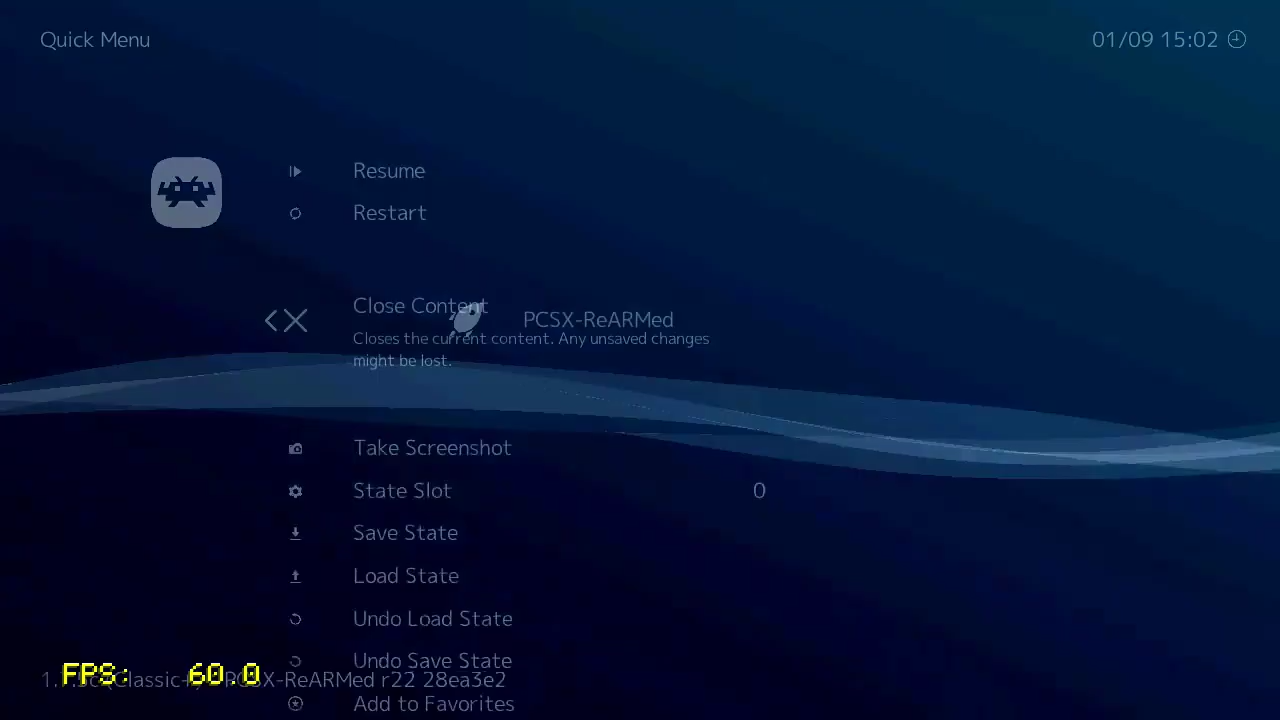 Quick Menu
01/09 15:02
Resume
Restart
Close Content
PCSX-ReARMed
Closes the current content. Any unsaved changes
might be lost.
Take Screenshot
State Slot 0
Save State
Load State
Undo Load State
Undo Save State
FPS: 60.0
PCSX-ReARMed r22 28ea3e2
Add to Favorites